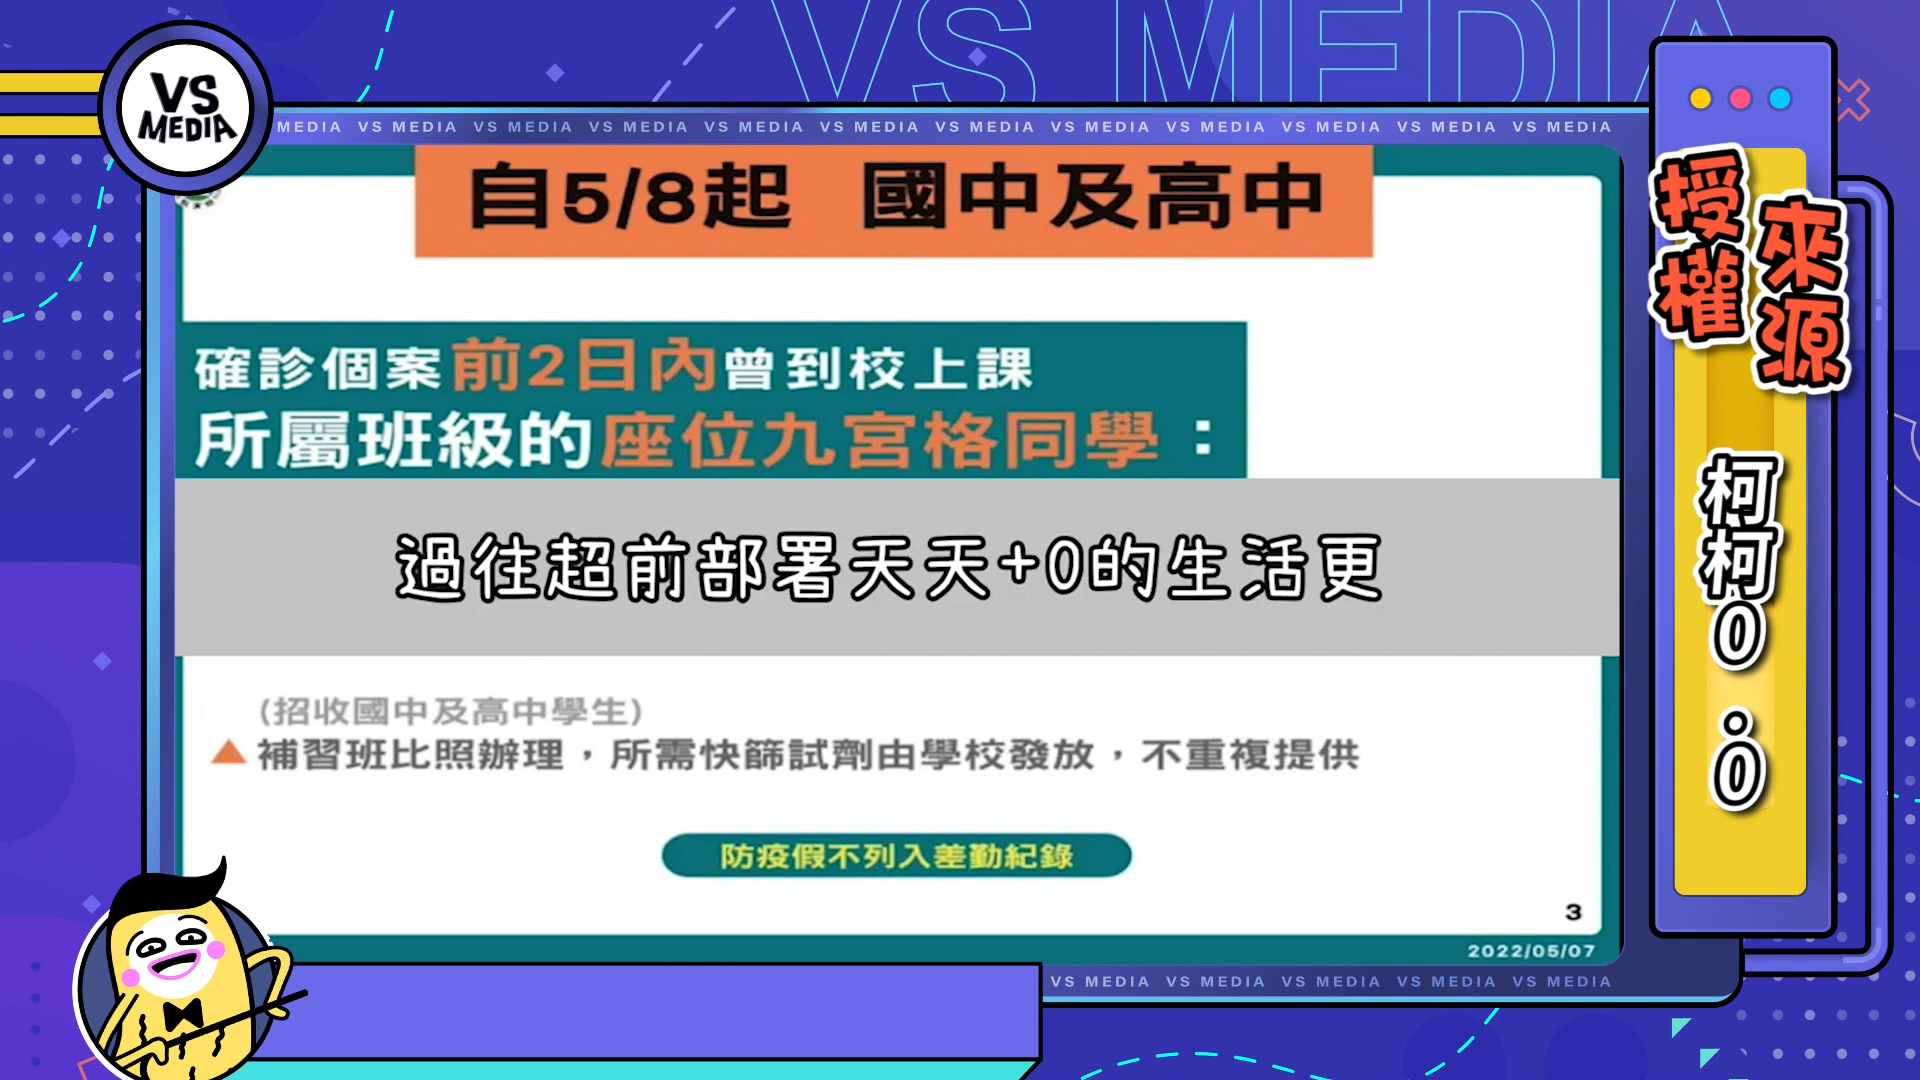 VS MEDIA
VS
MEDIA
MEDIA VS MEDIA VS MEDIA VS MEDIA VS MEDIA VS MEDIA VS MEDIA VS MEDIA VS MEDIA VS MEDIA VS MEDIA VS MEDIA
自5/8起 國中及高中
確診個案前2日內曾到校上課
所屬班級的座位九宮格同學：
過往超前部署天天+0的生活更
(招收國中及高中學生)
▲補習班比照辦理，所需快篩試劑由學校發放，不重複提供
防疫假不列入差勤紀錄
3
2022/05/07
VS MEDIA VS MEDIA VS MEDIA VS MEDIA VS MEDIA
來源
授權
柯柯0.0